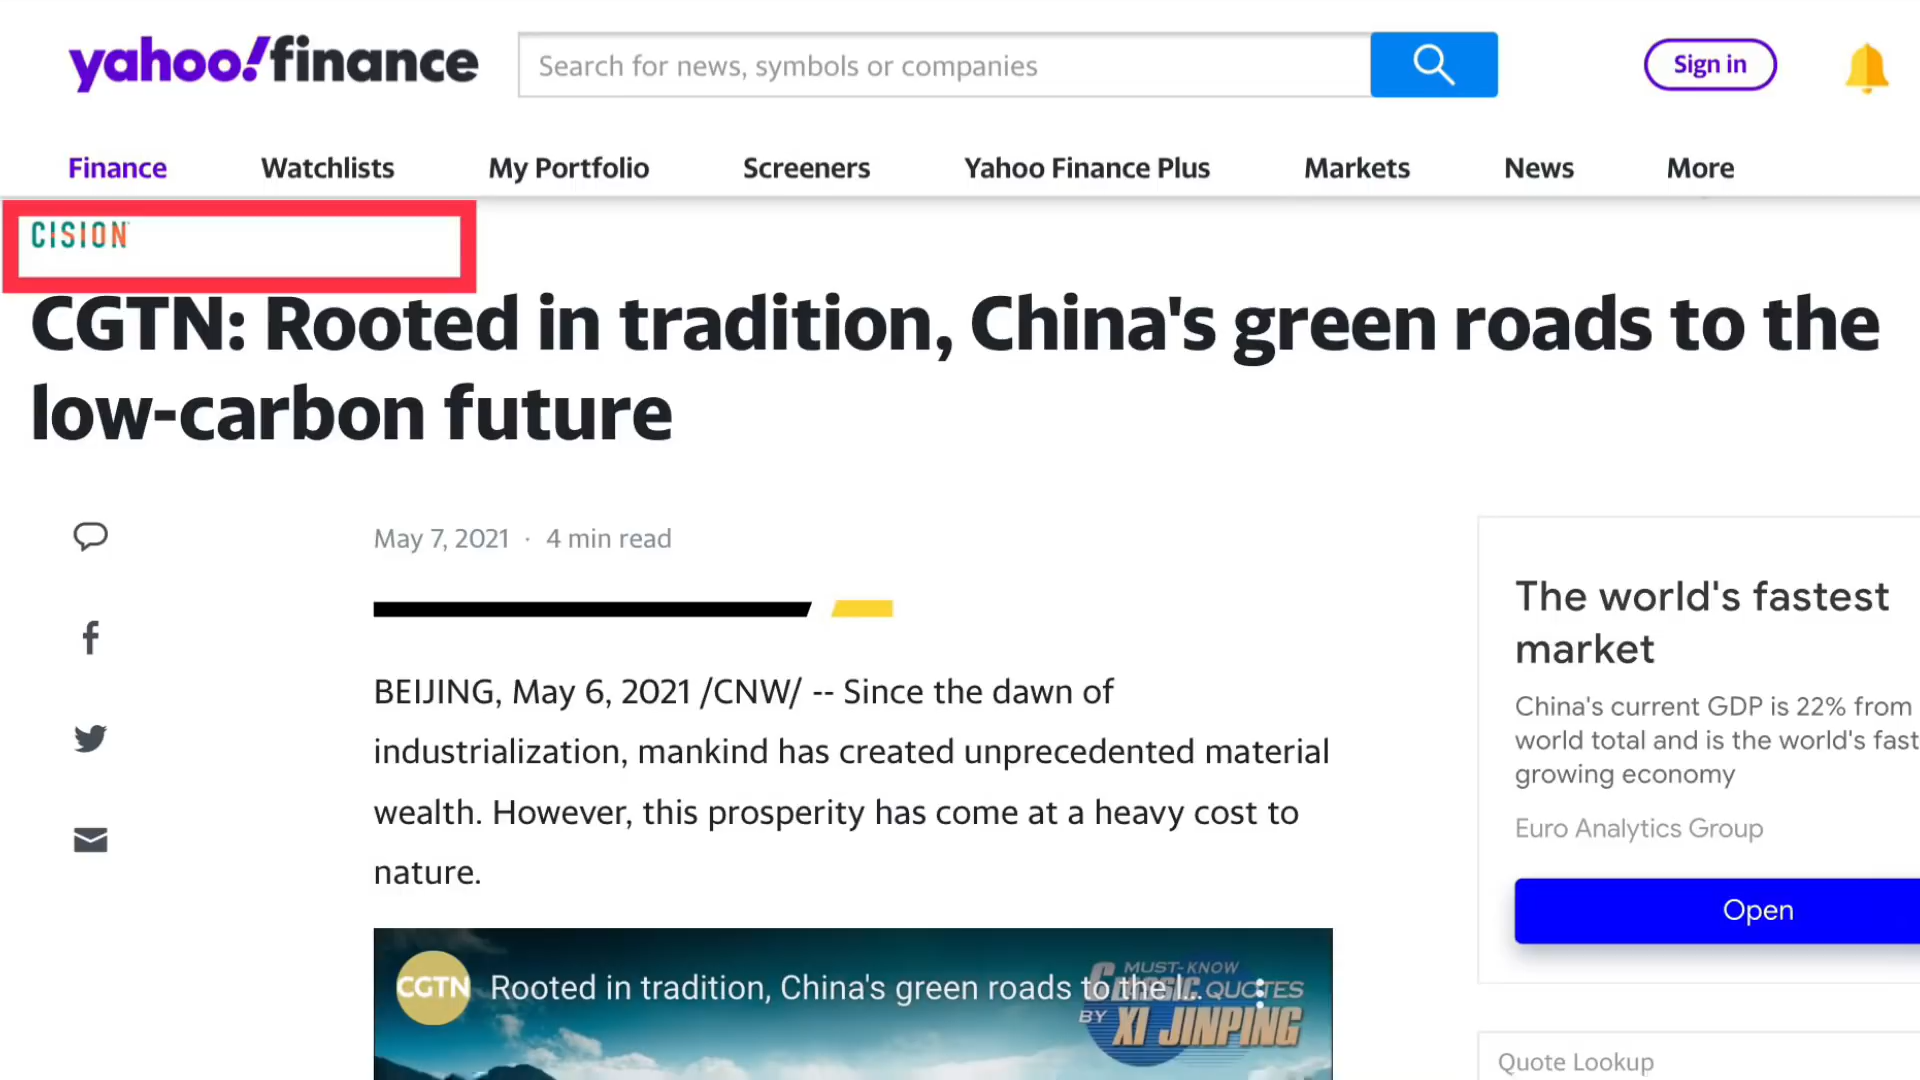 yahoo!finance
Search for news, symbols or companies
Sign in
Finance Watchlists My Portfolio Screeners Yahoo Finance Plus Markets News More
CISION
CGTN: Rooted in tradition, China's green roads to the
low-carbon future
May 7, 2021 · 4 min read
BEIJING, May 6, 2021 /CNW/ -- Since the dawn of
industrialization, mankind has created unprecedented material
wealth. However, this prosperity has come at a heavy cost to
nature.
CGTN
Rooted in tradition, China's green roads to the l...
MUST-KNOW
CLASSIC QUOTES
BY XI JINPING
The world's fastest
market
China's current GDP is 22% from
world total and is the world's fast
growing economy
Euro Analytics Group
Open
Quote Lookup